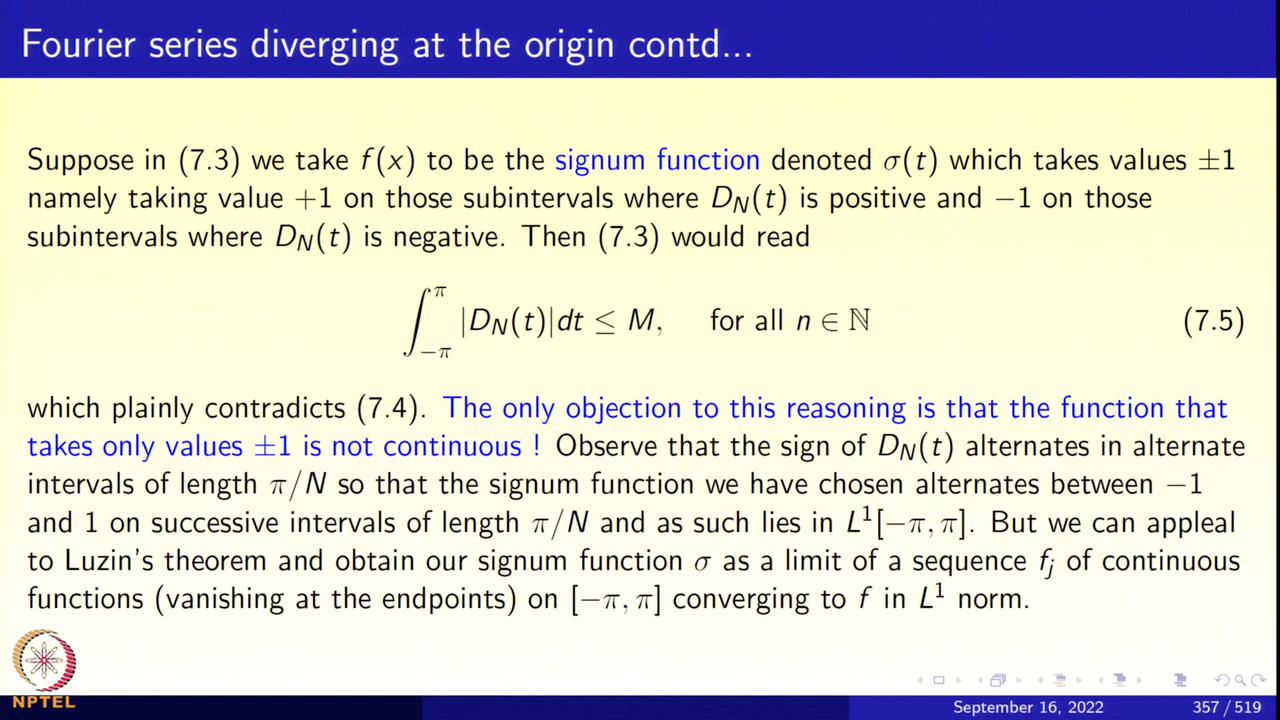 Fourier series diverging at the origin contd...
Suppose in (7.3) we take f(x) to be the signum function denoted σ(t) which takes values ±1
namely taking value +1 on those subintervals where D_N(t) is positive and −1 on those
subintervals where D_N(t) is negative. Then (7.3) would read
∫_{−π}^{π} |D_N(t)|dt ≤ M, for all n ∈ ℕ (7.5)
which plainly contradicts (7.4). The only objection to this reasoning is that the function that
takes only values ±1 is not continuous ! Observe that the sign of D_N(t) alternates in alternate
intervals of length π/N so that the signum function we have chosen alternates between −1
and 1 on successive intervals of length π/N and as such lies in L¹[−π, π]. But we can appleal
to Luzin's theorem and obtain our signum function σ as a limit of a sequence f_j of continuous
functions (vanishing at the endpoints) on [−π, π] converging to f in L¹ norm.
NPTEL
September 16, 2022 357 / 519